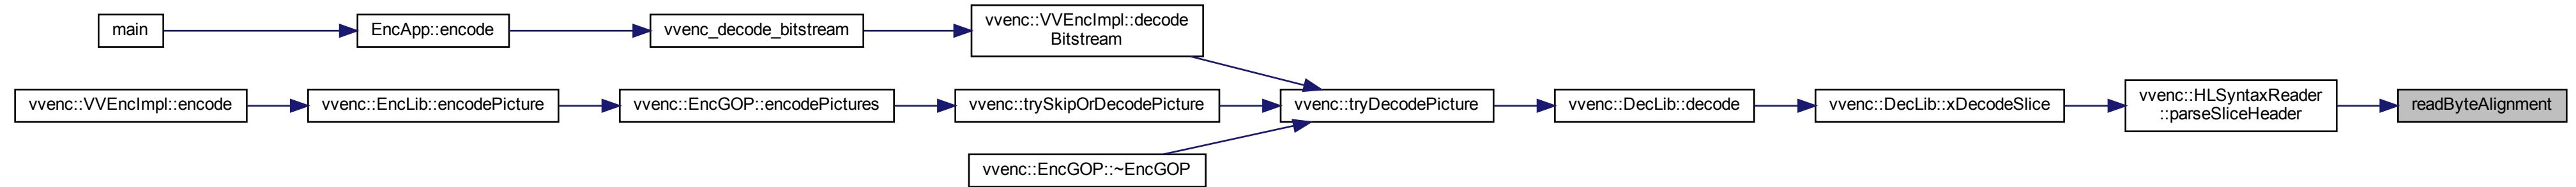 main
EncApp::encode
vvenc_decode_bitstream
vvenc::VVEncImpl::decode
Bitstream
vvenc::VVEncImpl::encode
vvenc::EncLib::encodePicture
vvenc::EncGOP::encodePictures
vvenc::trySkipOrDecodePicture
vvenc::tryDecodePicture
vvenc::DecLib::decode
vvenc::DecLib::xDecodeSlice
vvenc::HLSyntaxReader
::parseSliceHeader
readByteAlignment
vvenc::EncGOP::~EncGOP